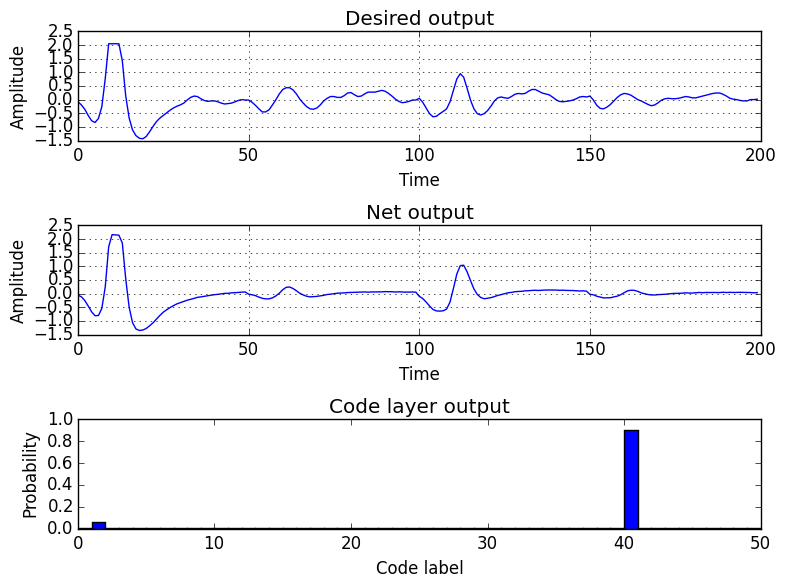 Desired output
2.5
2.0
1.5
1.0
0.5
0.0
−0.5
−1.0
−1.5
Amplitude
0 50 100 150 200
Time
Net output
2.5
2.0
1.5
1.0
0.5
0.0
−0.5
−1.0
−1.5
Amplitude
0 50 100 150 200
Time
Code layer output
1.0
0.8
0.6
0.4
0.2
0.0
Probability
0 10 20 30 40 50
Code label